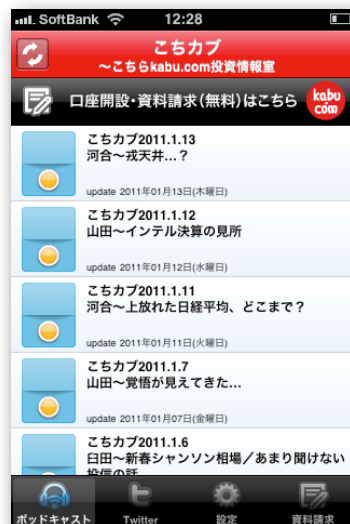 SoftBank 12:28
こちカブ
〜こちらkabu.com投資情報室
口座開設・資料請求(無料)はこちら
kabu
com
こちカブ2011.1.13
河合〜戎天井...?
update 2011年01月13日(木曜日)
こちカブ2011.1.12
山田〜インテル決算の見所
update 2011年01月12日(水曜日)
こちカブ2011.1.11
河合〜上放れた日経平均、どこまで?
update 2011年01月11日(火曜日)
こちカブ2011.1.7
山田〜覚悟が見えてきた...
update 2011年01月07日(金曜日)
こちカブ2011.1.6
臼田〜新春シャンソン相場/あまり聞けない
投信の話
ポッドキャスト Twitter 設定 資料請求